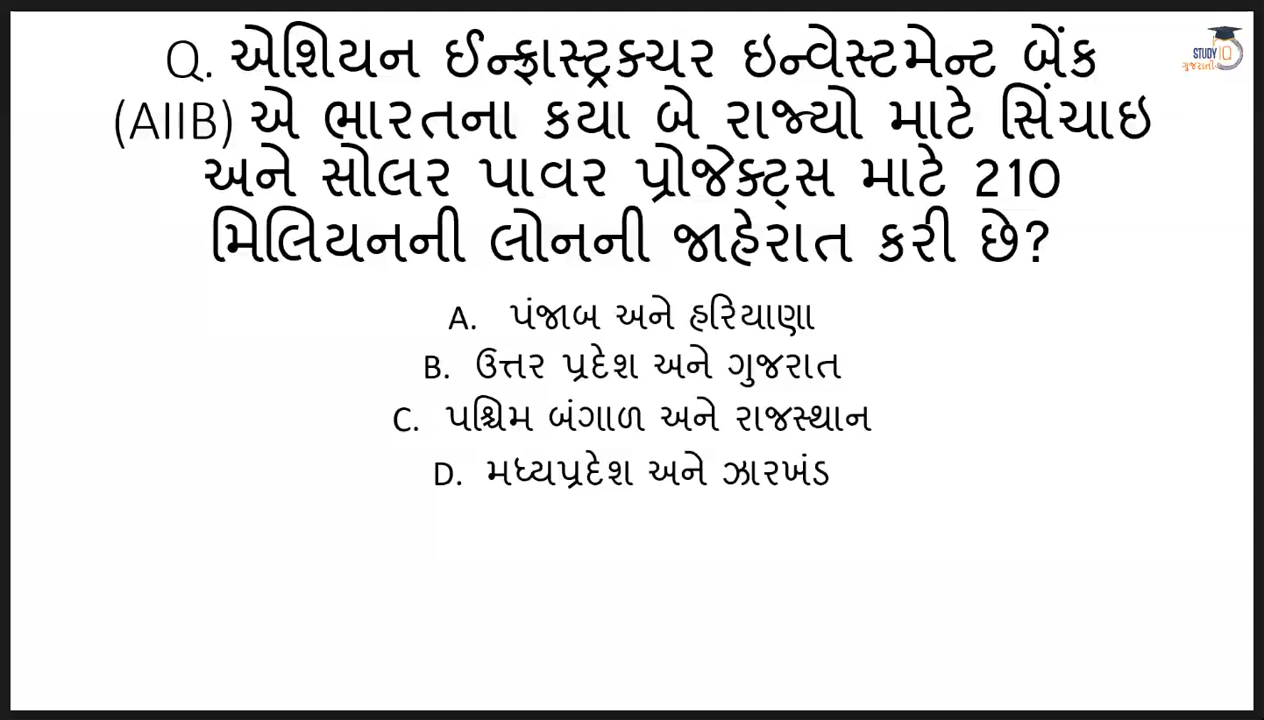 Q. એશિયન ઈન્ફ્રાસ્ટ્રક્ચર ઇન્વેસ્ટમેન્ટ બેંક
(AIIB) એ ભારતના કયા બે રાજ્યો માટે સિંચાઇ
અને સોલર પાવર પ્રોજેક્ટ્સ માટે 210
મિલિયનની લોનની જાહેરાત કરી છે?
A. પંજાબ અને હરિયાણા
B. ઉત્તર પ્રદેશ અને ગુજરાત
C. પશ્ચિમ બંગાળ અને રાજસ્થાન
D. મધ્યપ્રદેશ અને ઝારખંડ
STUDY IQ
ગુજરાતી